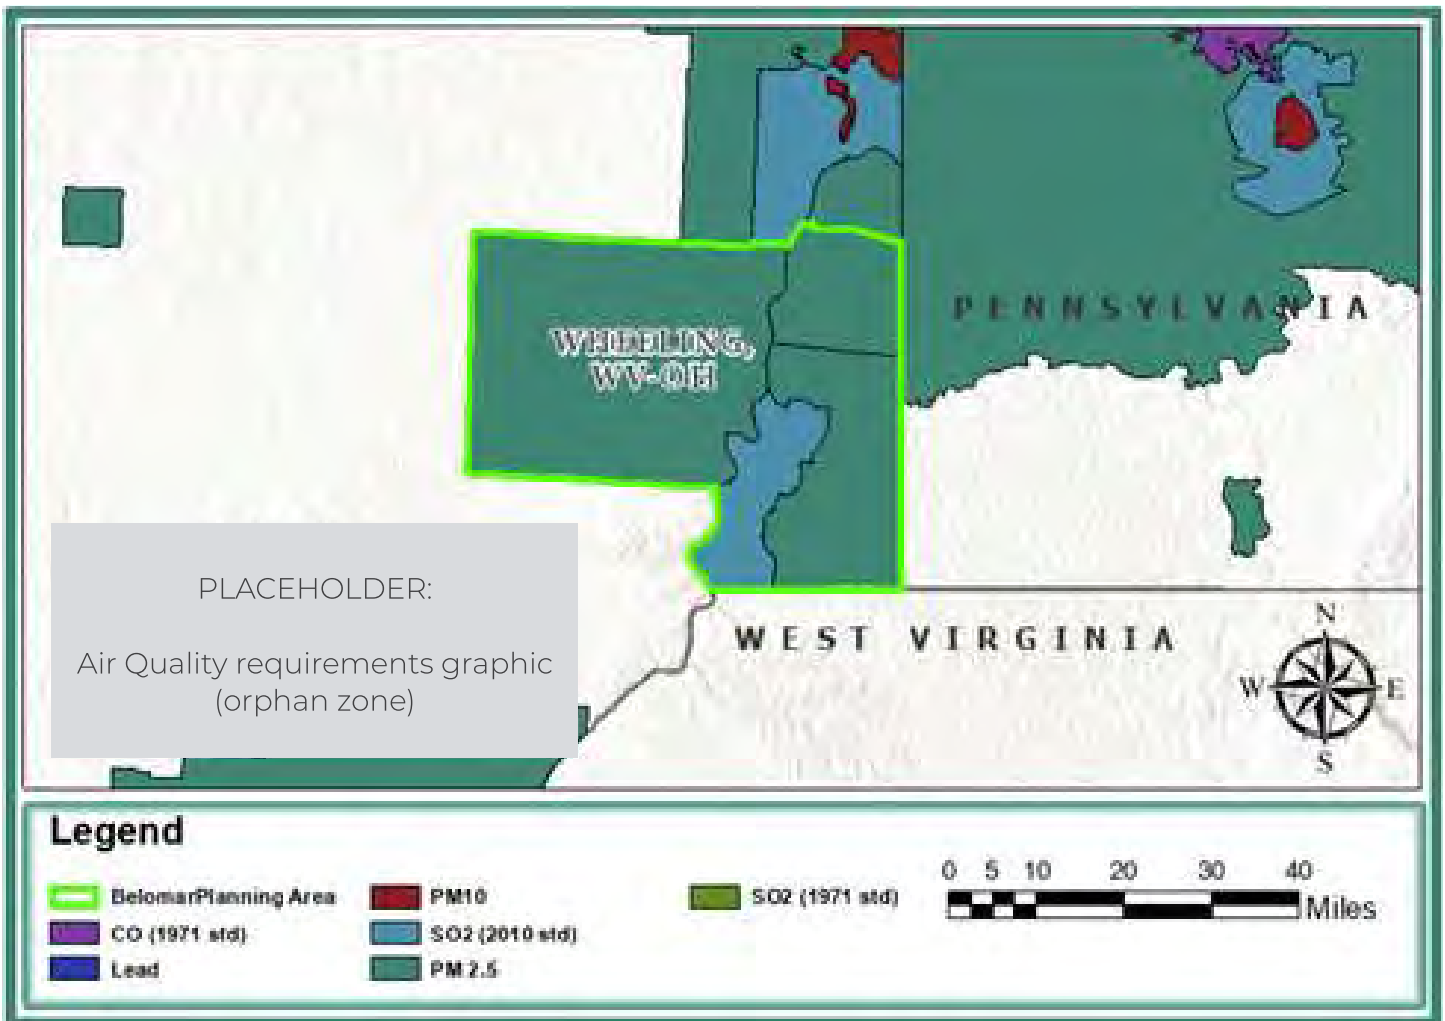 PENNSYLVANIA
WHEELING,
WV-OH
PLACEHOLDER:
Air Quality requirements graphic
(orphan zone)
WEST VIRGINIA
N
W E
S
Legend
BelomarPlanning Area
CO (1971 std)
Lead
PM10
SO2 (2010 std)
PM 2.5
SO2 (1971 std)
0 5 10 20 30 40
Miles